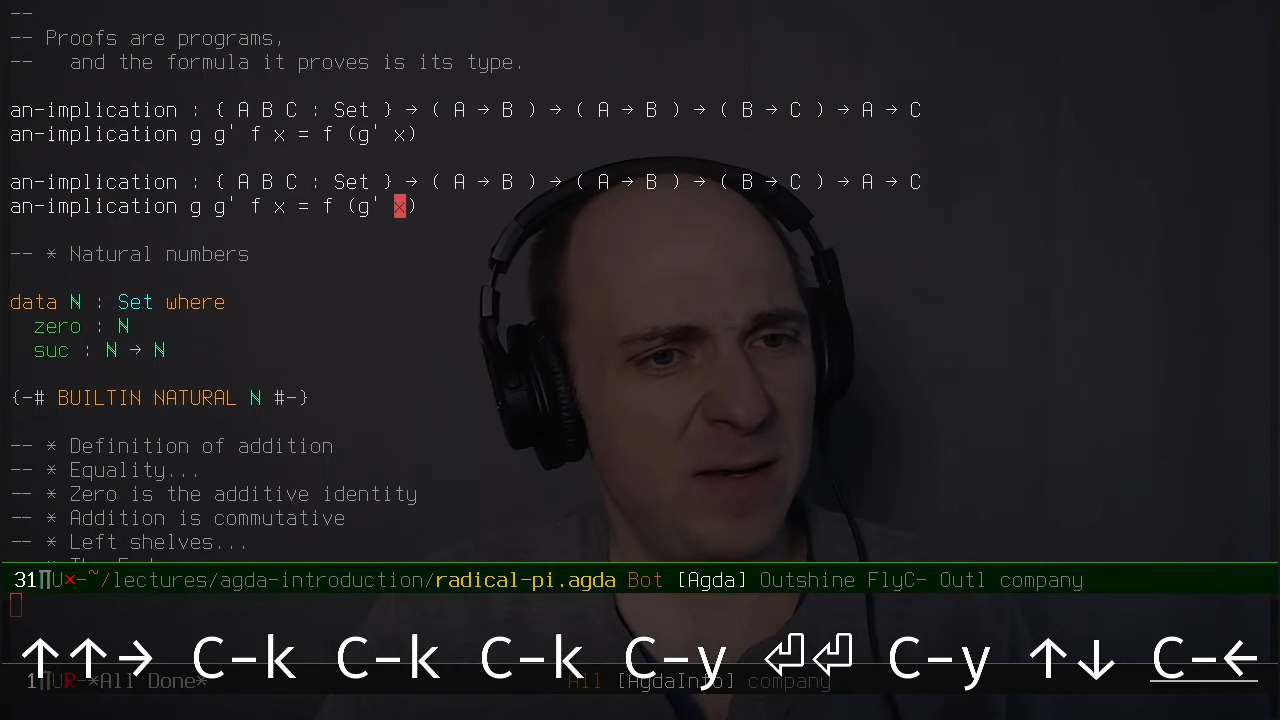 --
-- Proofs are programs,
--   and the formula it proves is its type.
an-implication : { A B C : Set } → ( A → B ) → ( A → B ) → ( B → C ) → A → C
an-implication g g' f x = f (g' x)
an-implication : { A B C : Set } → ( A → B ) → ( A → B ) → ( B → C ) → A → C
an-implication g g' f x = f (g' x)
-- * Natural numbers
data N : Set where
  zero : N
  suc : N → N
{-# BUILTIN NATURAL N #-}
-- * Definition of addition
-- * Equality...
-- * Zero is the additive identity
-- * Addition is commutative
-- * Left shelves...
31∏U×-~/lectures/agda-introduction/radical-pi.agda Bot [Agda] Outshine FlyC- Outl company
↑↑→ C-k C-k C-k C-y ⏎⏎ C-y ↑↓ C-←
1∏UR-*All Done* All [AgdaInfo] company